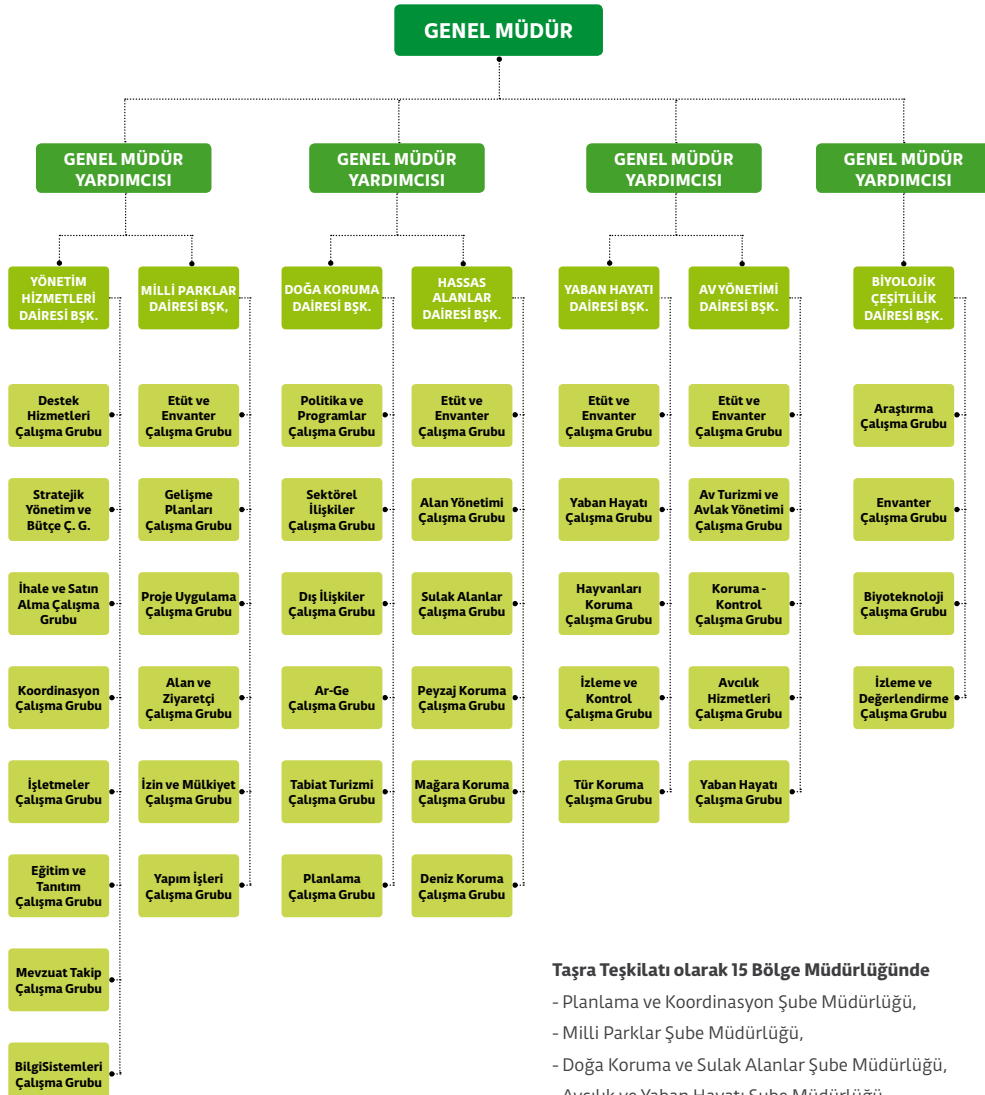 GENEL MÜDÜR
GENEL MÜDÜR
YARDIMCISI
GENEL MÜDÜR
YARDIMCISI
GENEL MÜDÜR
YARDIMCISI
GENEL MÜDÜR
YARDIMCISI
YÖNETİM
HİZMETLERİ
DAİRESİ BŞK.
MİLLİ PARKLAR
DAİRESİ BŞK,
DOĞA KORUMA
DAİRESİ BŞK.
HASSAS
ALANLAR
DAİRESİ BŞK.
YABAN HAYATI
DAİRESİ BŞK.
AV YÖNETİMİ
DAİRESİ BŞK.
BİYOLOJİK
ÇEŞİTLİLİK
DAİRESİ BŞK.
Destek
Hizmetleri
Çalışma Grubu
Stratejik
Yönetim ve
Bütçe Ç. G.
İhale ve Satın
Alma Çalışma
Grubu
Koordinasyon
Çalışma Grubu
İşletmeler
Çalışma Grubu
Eğitim ve
Tanıtım
Çalışma Grubu
Mevzuat Takip
Çalışma Grubu
BilgiSistemleri
Çalışma Grubu
Etüt ve
Envanter
Çalışma Grubu
Gelişme
Planları
Çalışma Grubu
Proje Uygulama
Çalışma Grubu
Alan ve
Ziyaretçi
Çalışma Grubu
İzin ve Mülkiyet
Çalışma Grubu
Yapım İşleri
Çalışma Grubu
Politika ve
Programlar
Çalışma Grubu
Sektörel
İlişkiler
Çalışma Grubu
Dış İlişkiler
Çalışma Grubu
Ar-Ge
Çalışma Grubu
Tabiat Turizmi
Çalışma Grubu
Planlama
Çalışma Grubu
Etüt ve
Envanter
Çalışma Grubu
Alan Yönetimi
Çalışma Grubu
Sulak Alanlar
Çalışma Grubu
Peyzaj Koruma
Çalışma Grubu
Mağara Koruma
Çalışma Grubu
Deniz Koruma
Çalışma Grubu
Etüt ve
Envanter
Çalışma Grubu
Yaban Hayatı
Çalışma Grubu
Hayvanları
Koruma
Çalışma Grubu
İzleme ve
Kontrol
Çalışma Grubu
Tür Koruma
Çalışma Grubu
Etüt ve
Envanter
Çalışma Grubu
Av Turizmi ve
Avlak Yönetimi
Çalışma Grubu
Koruma -
Kontrol
Çalışma Grubu
Avcılık
Hizmetleri
Çalışma Grubu
Yaban Hayatı
Çalışma Grubu
Araştırma
Çalışma Grubu
Envanter
Çalışma Grubu
Biyoteknoloji
Çalışma Grubu
İzleme ve
Değerlendirme
Çalışma Grubu
Taşra Teşkilatı olarak 15 Bölge Müdürlüğünde
- Planlama ve Koordinasyon Şube Müdürlüğü,
- Milli Parklar Şube Müdürlüğü,
- Doğa Koruma ve Sulak Alanlar Şube Müdürlüğü,
- Avcılık ve Yaban Hayatı Şube Müdürlüğü